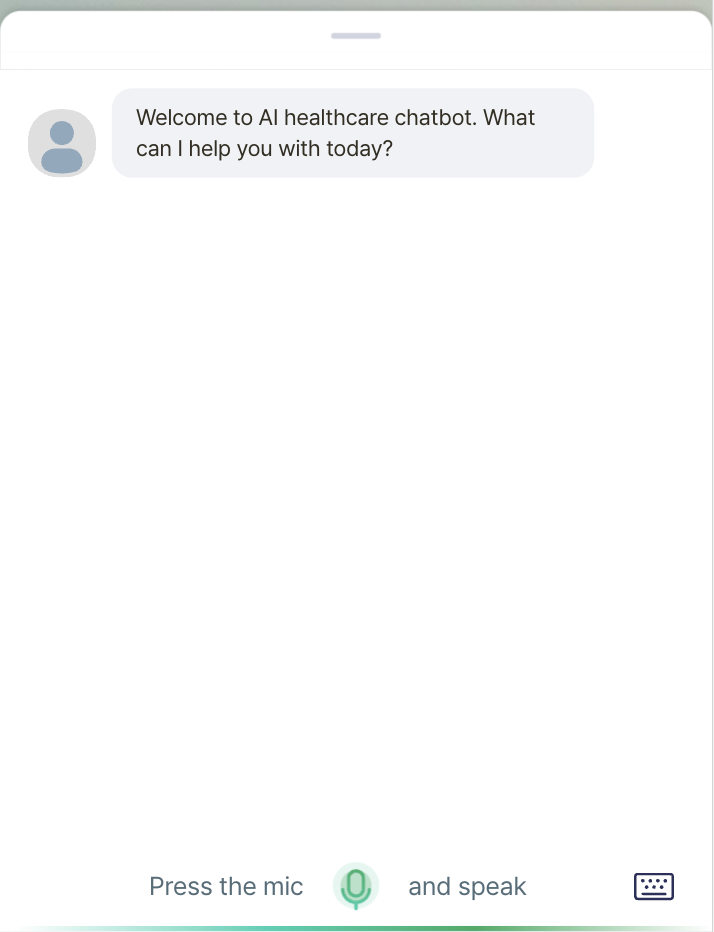 Welcome to AI healthcare chatbot. What
can I help you with today?
Press the mic and speak